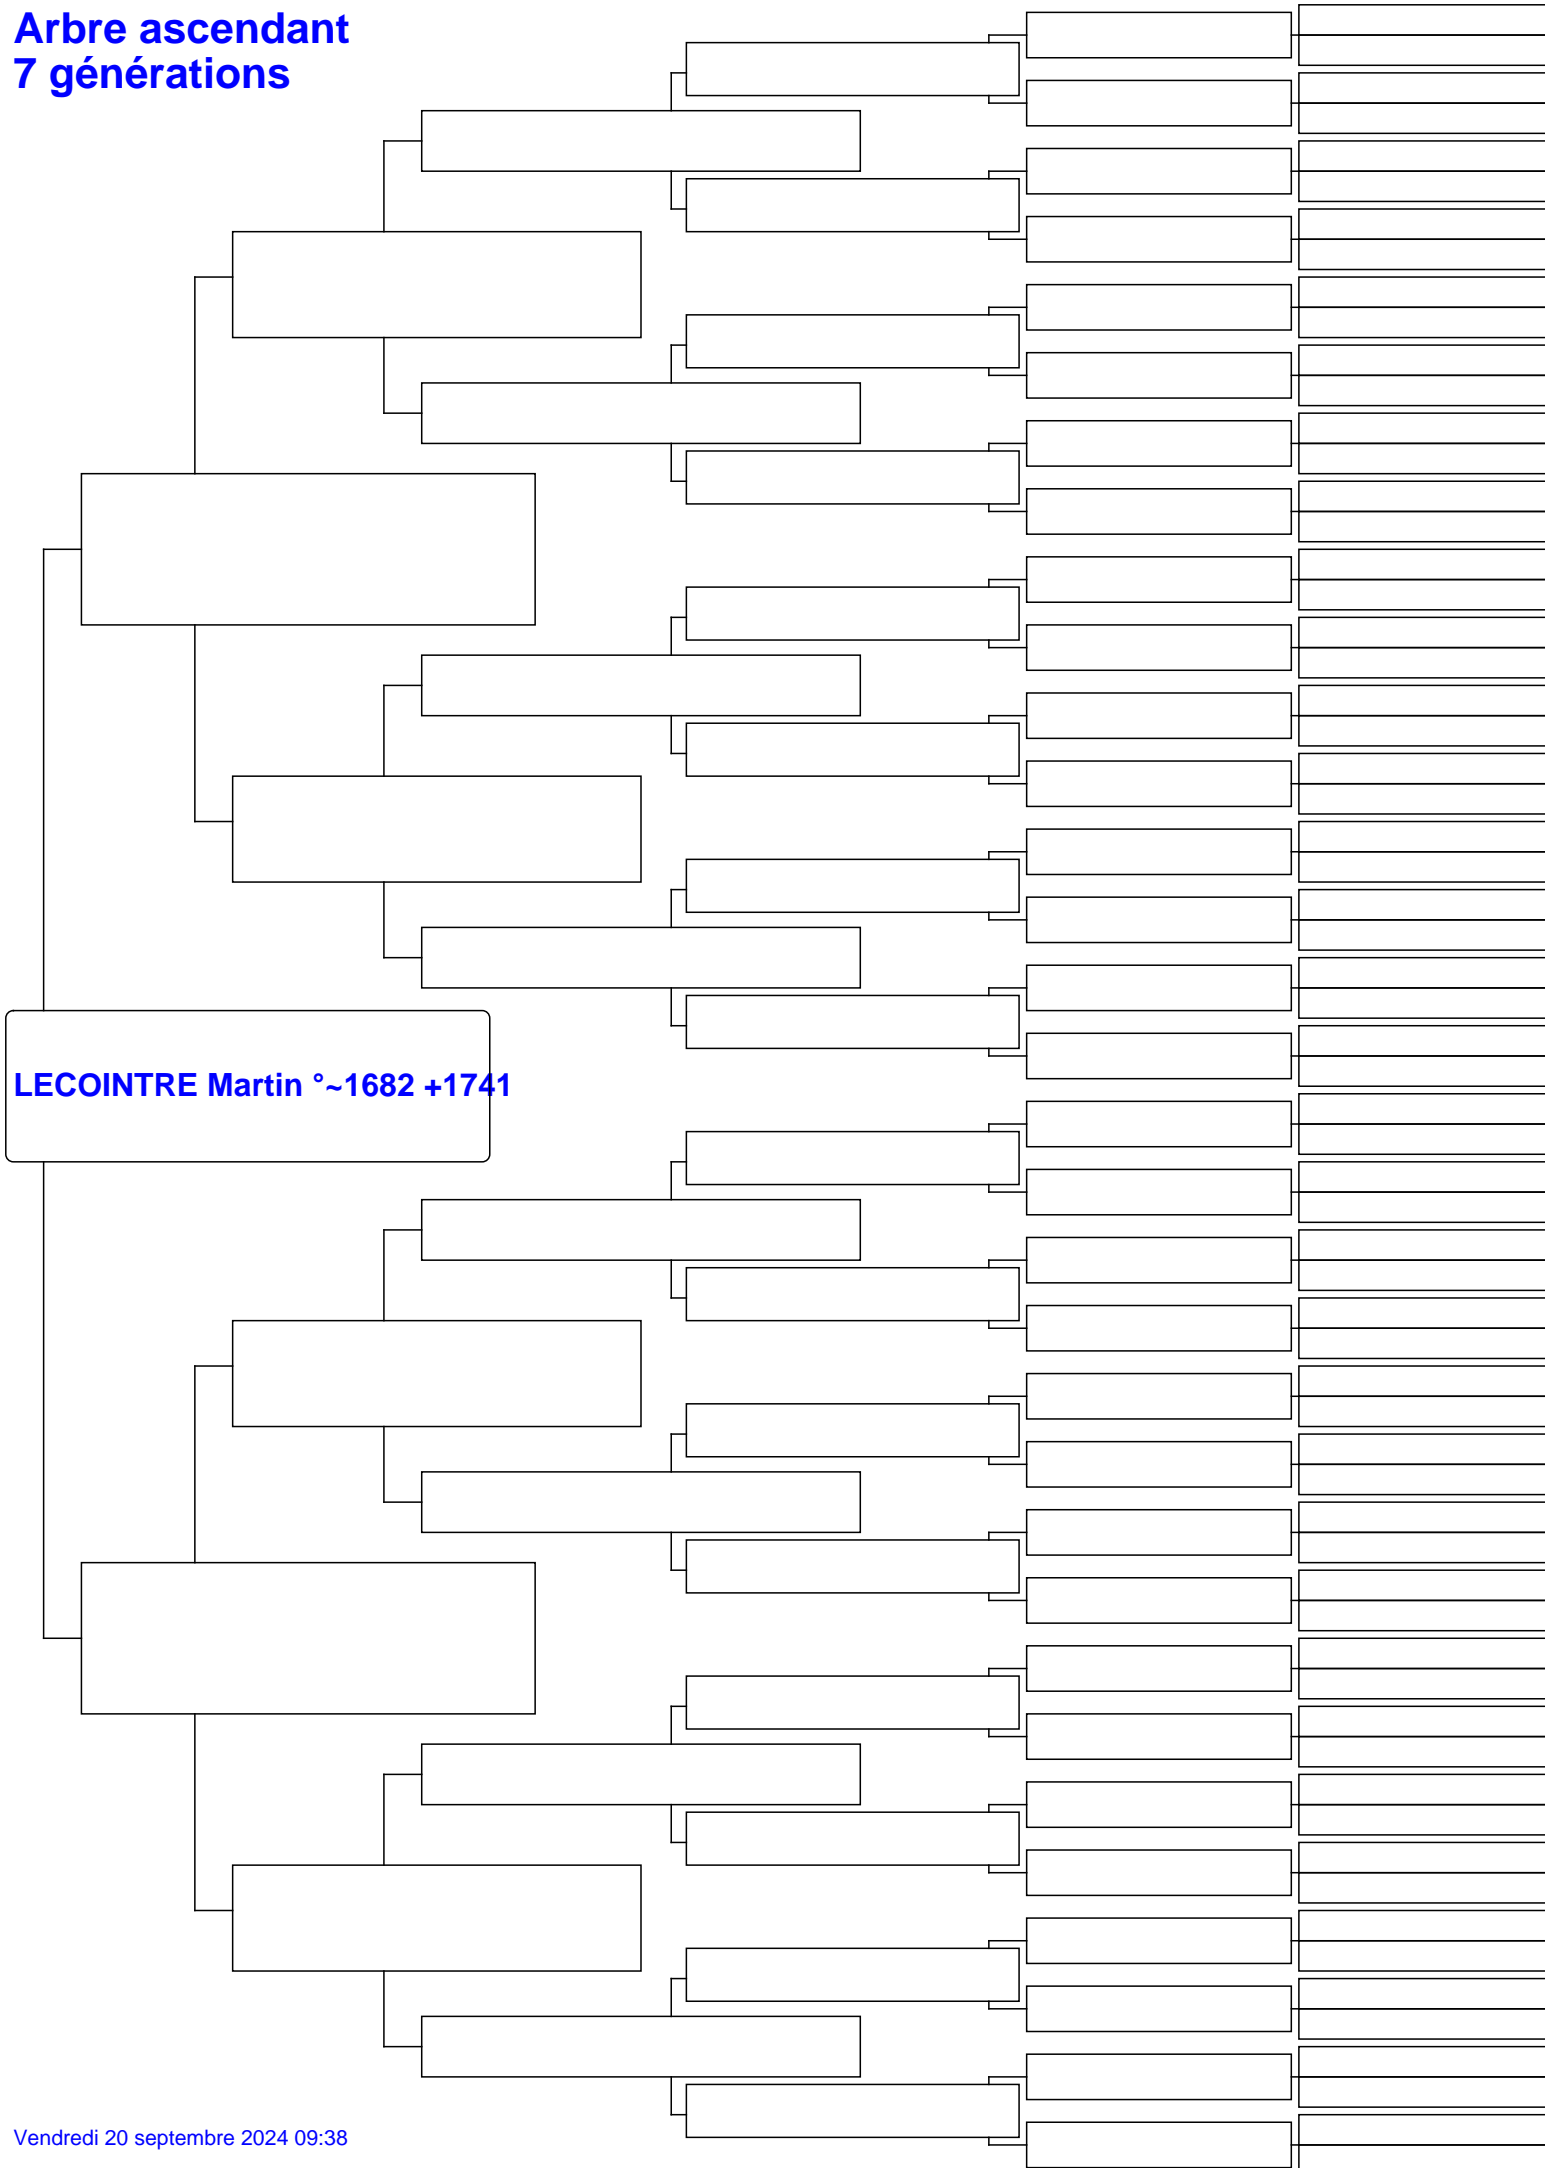 Arbre ascendant
7 générations
LECOINTRE Martin °~1682 +1741
Vendredi 20 septembre 2024 09:38